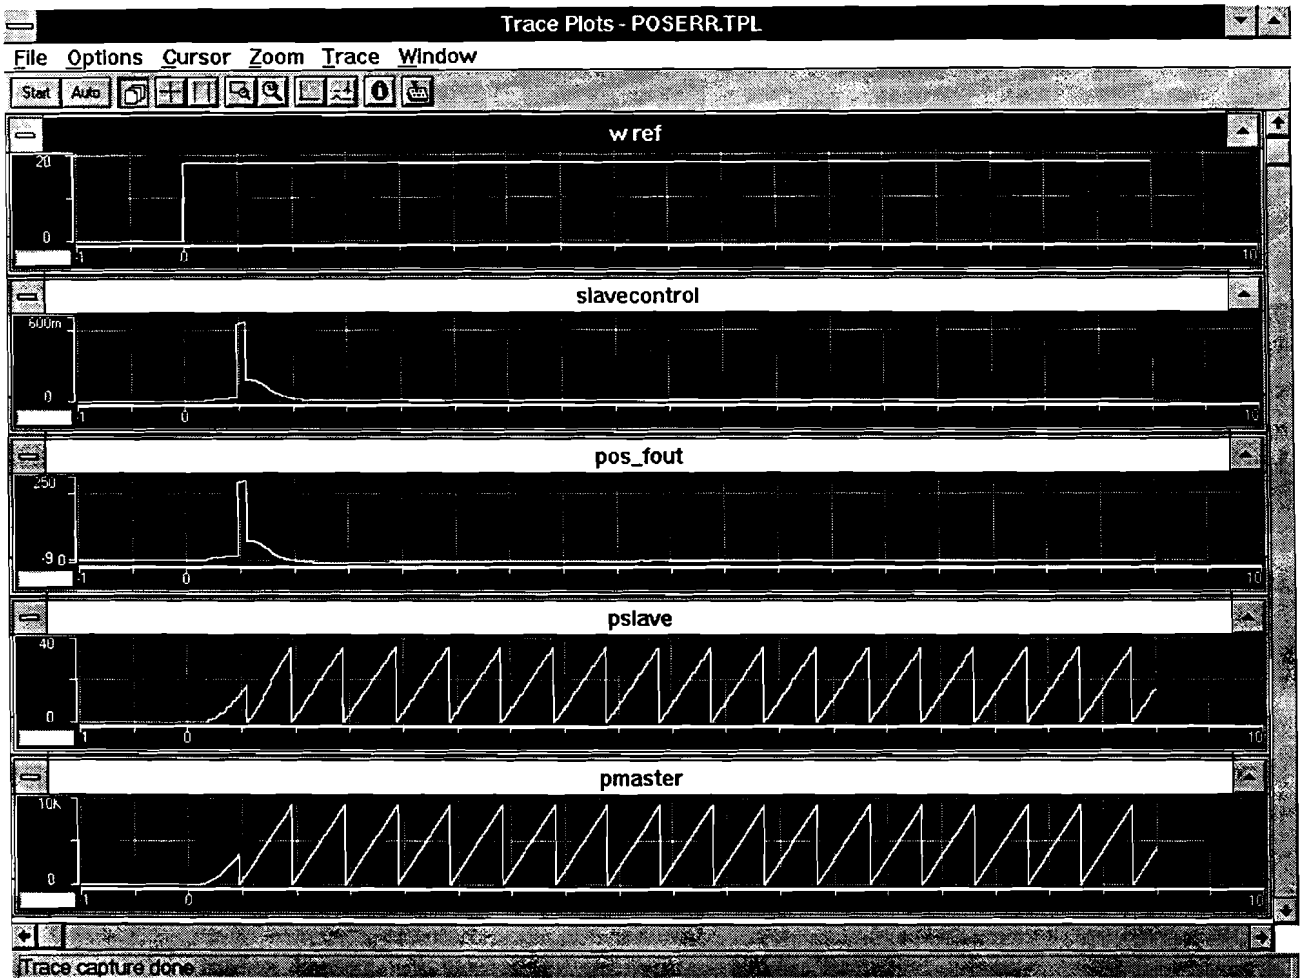 Trace Plots - POSERR.TPL
File Options Cursor Zoom Trace Window
Start Auto
w ref
20
0
-1 0 10
slavecontrol
600m
0
-1 0 10
pos_fout
250
-9.0
-1 0 10
pslave
40
0
-1 0 10
pmaster
10K
0
-1 0 10
Trace capture done